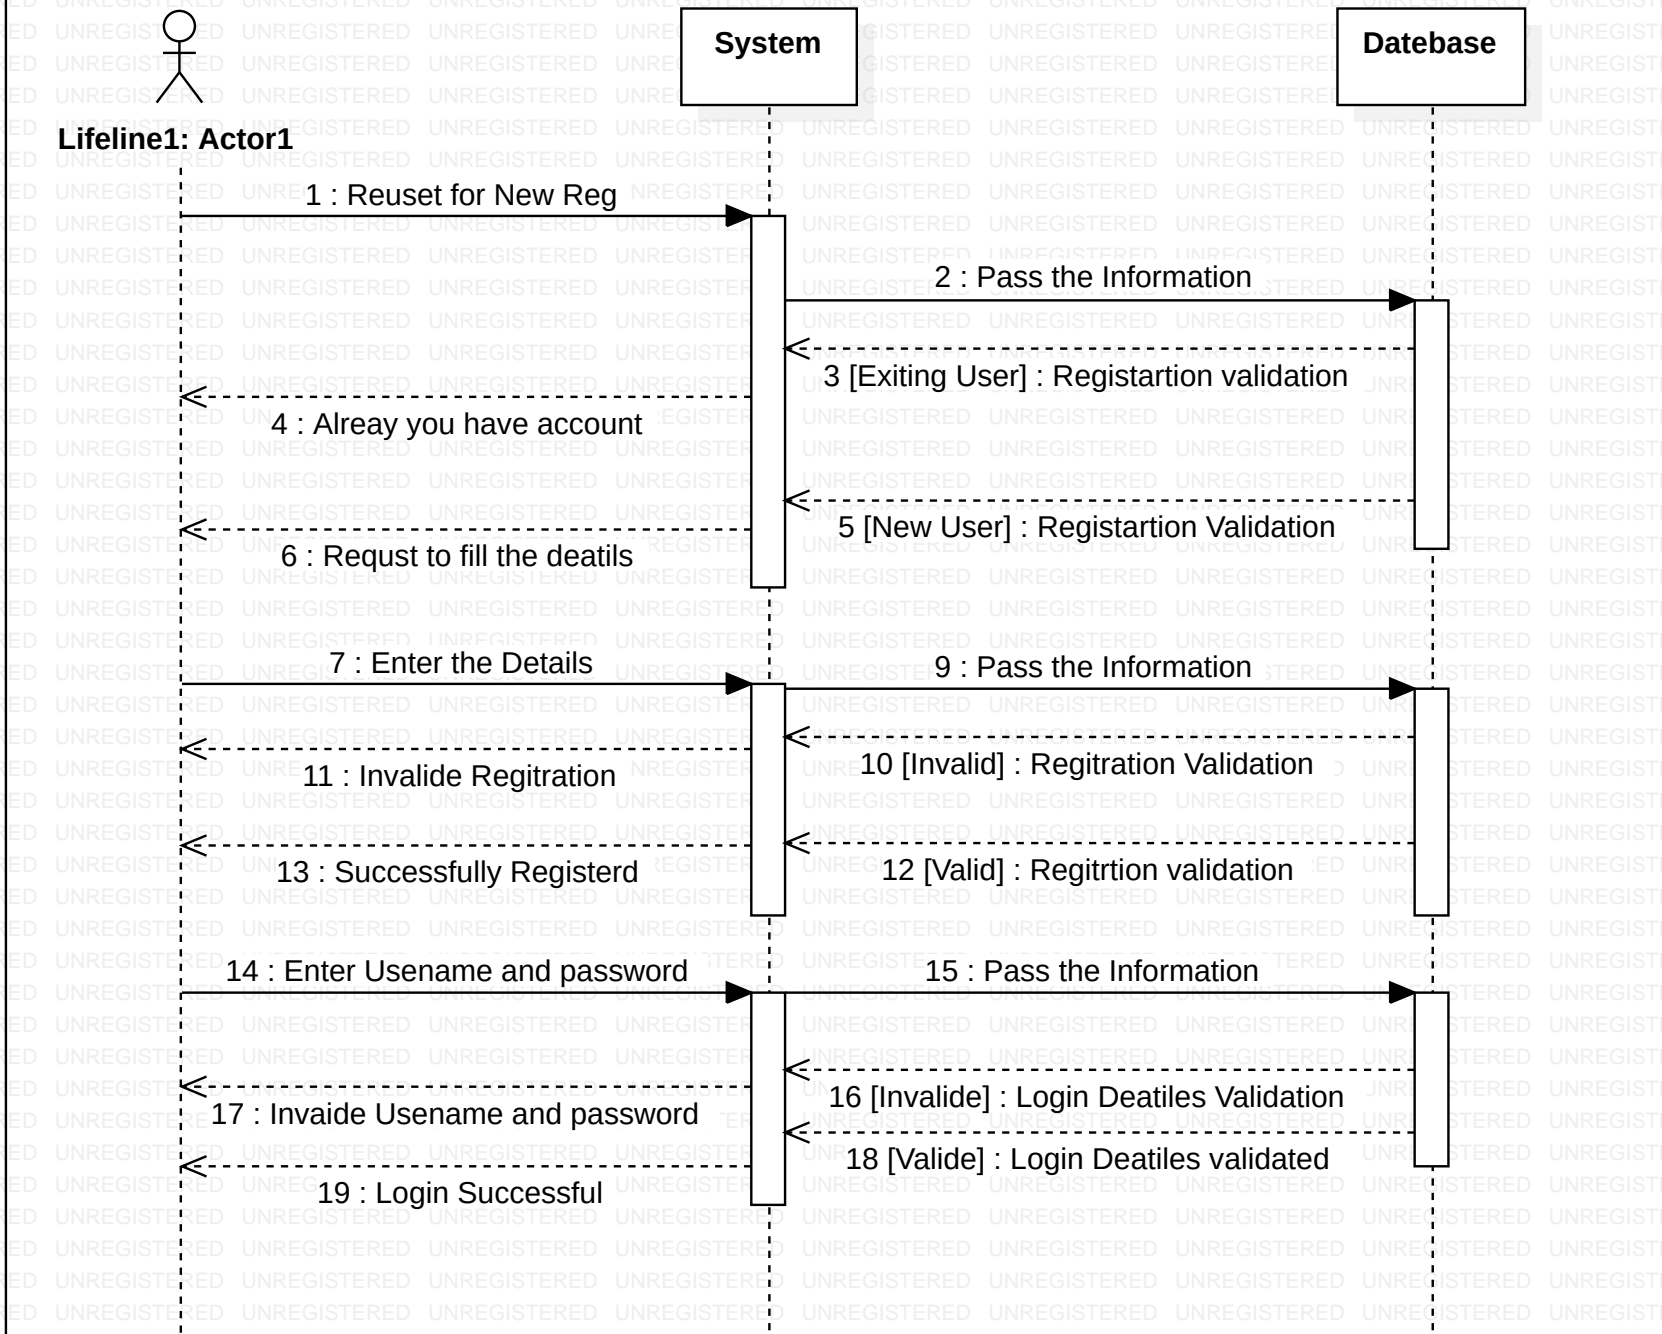 System
Datebase
Lifeline1: Actor1
1 : Reuset for New Reg
2 : Pass the Information
3 [Exiting User] : Registartion validation
4 : Alreay you have account
5 [New User] : Registartion Validation
6 : Requst to fill the deatils
7 : Enter the Details
9 : Pass the Information
10 [Invalid] : Regitration Validation
11 : Invalide Regitration
12 [Valid] : Regitrtion validation
13 : Successfully Registerd
14 : Enter Usename and password
15 : Pass the Information
16 [Invalide] : Login Deatiles Validation
17 : Invaide Usename and password
18 [Valide] : Login Deatiles validated
19 : Login Successful
UNREGISTERED